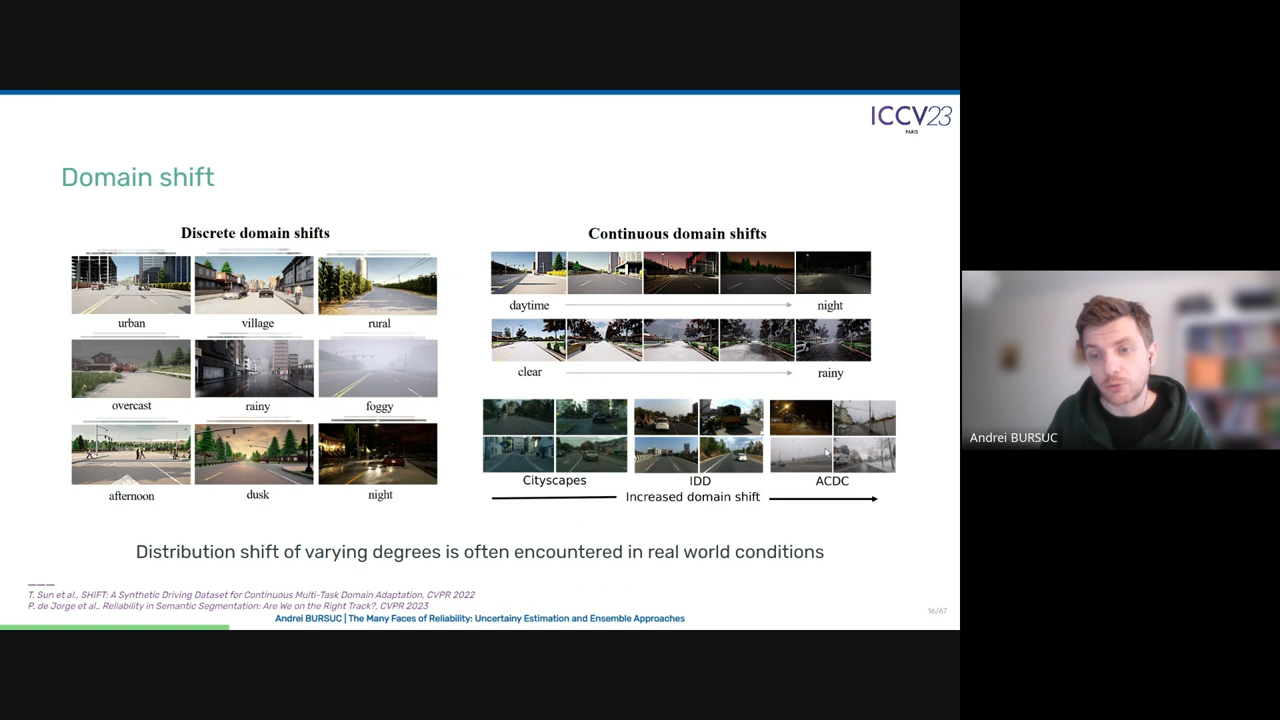 ICCV23
PARIS
Domain shift
Discrete domain shifts
urban village rural
overcast rainy foggy
afternoon dusk night
Continuous domain shifts
daytime night
clear rainy
Cityscapes IDD ACDC
Increased domain shift
Distribution shift of varying degrees is often encountered in real world conditions
T. Sun et al., SHIFT: A Synthetic Driving Dataset for Continuous Multi-Task Domain Adaptation, CVPR 2022
P. de Jorge et al., Reliability in Semantic Segmentation: Are We on the Right Track?, CVPR 2023
16/67
Andrei BURSUC | The Many Faces of Reliability: Uncertainy Estimation and Ensemble Approaches
Andrei BURSUC